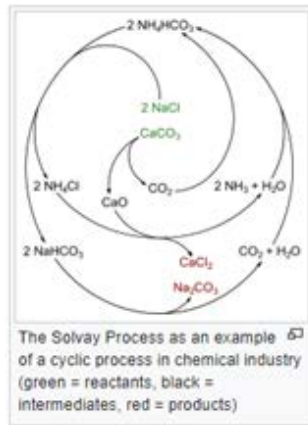 2 NH₄HCO₃
2 NaCl
CaCO₃
2 NH₄Cl
CaO
CO₂
2 NH₃ + H₂O
2 NaHCO₃
CaCl₂
CO₂ + H₂O
Na₂CO₃
The Solvay Process as an example
of a cyclic process in chemical industry
(green = reactants, black =
intermediates, red = products)